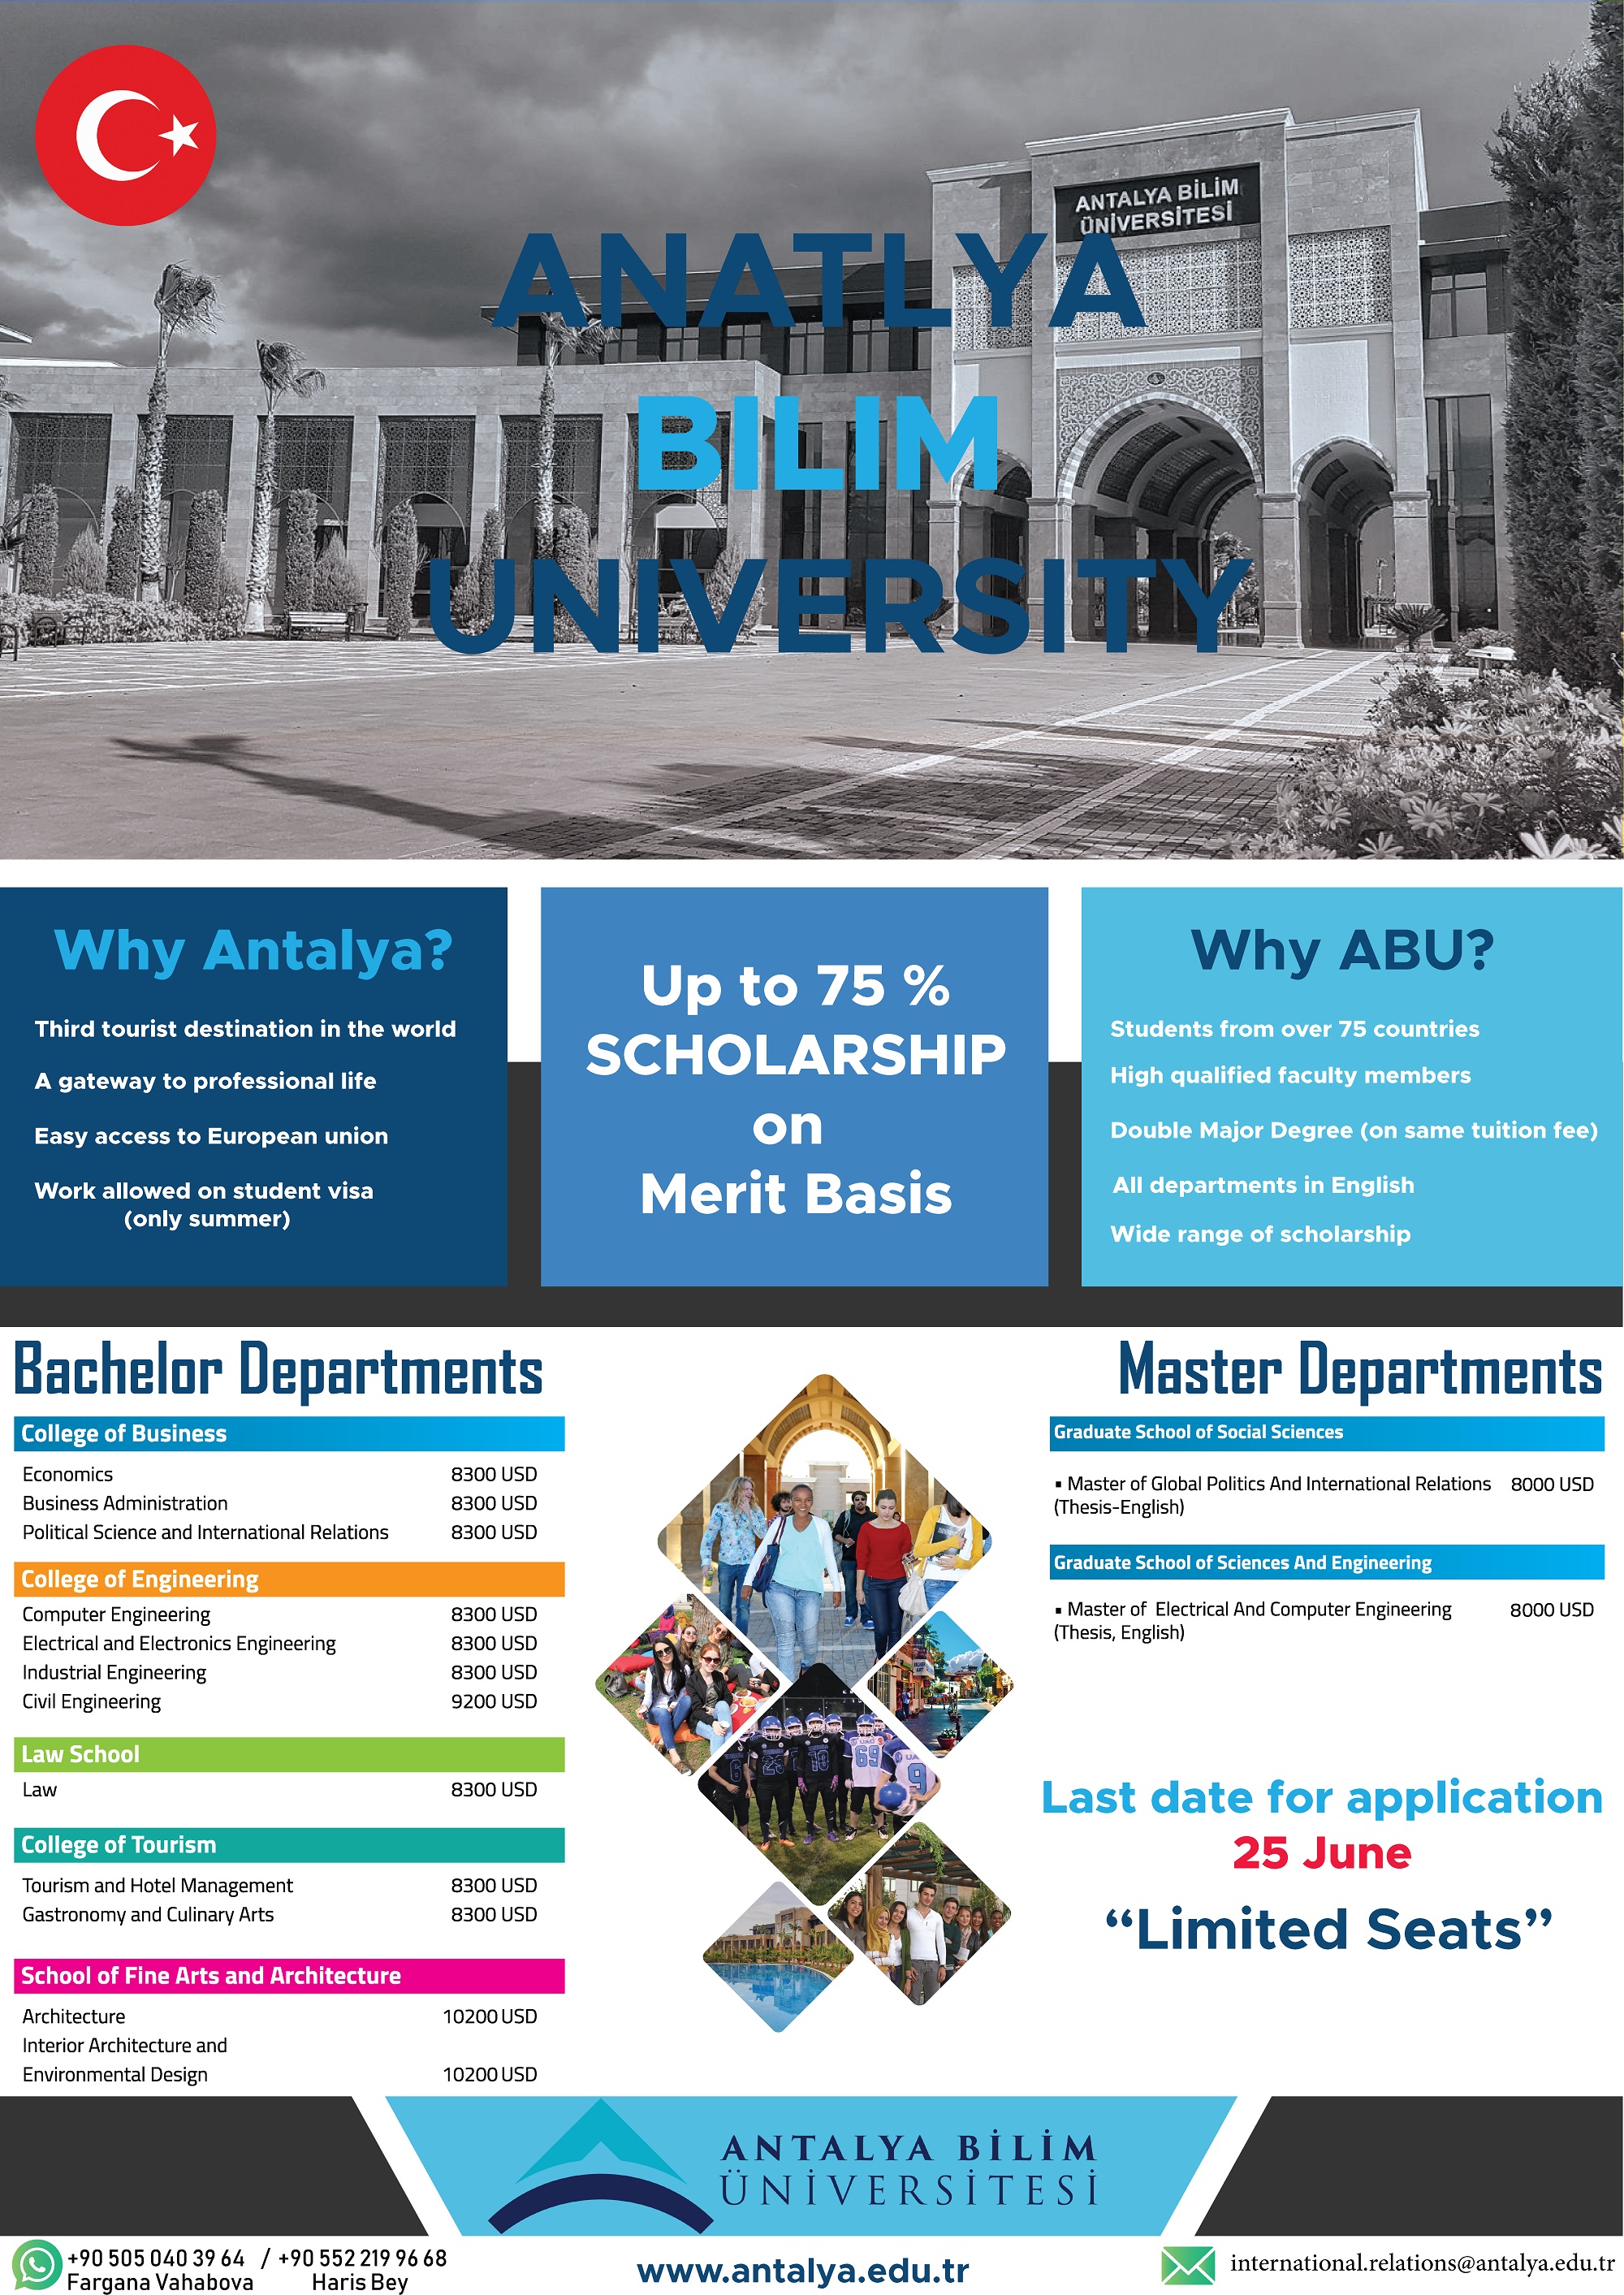 ANTALYA BİLİM
ÜNİVERSİTESİ
ANATLYA
BILIM
UNIVERSITY
Why Antalya?
Third tourist destination in the world
A gateway to professional life
Easy access to European union
Work allowed on student visa
(only summer)
Up to 75 %
SCHOLARSHIP
on
Merit Basis
Why ABU?
Students from over 75 countries
High qualified faculty members
Double Major Degree (on same tuition fee)
All departments in English
Wide range of scholarship
Bachelor Departments
College of Business
Economics 8300 USD
Business Administration 8300 USD
Political Science and International Relations 8300 USD
College of Engineering
Computer Engineering 8300 USD
Electrical and Electronics Engineering 8300 USD
Industrial Engineering 8300 USD
Civil Engineering 9200 USD
Law School
Law 8300 USD
College of Tourism
Tourism and Hotel Management 8300 USD
Gastronomy and Culinary Arts 8300 USD
School of Fine Arts and Architecture
Architecture 10200 USD
Interior Architecture and
Environmental Design 10200 USD
69
9
Master Departments
Graduate School of Social Sciences
▪ Master of Global Politics And International Relations 8000 USD
(Thesis-English)
Graduate School of Sciences And Engineering
▪ Master of Electrical And Computer Engineering 8000 USD
(Thesis, English)
Last date for application
25 June
“Limited Seats”
ANTALYA BİLİM
ÜNİVERSİTESİ
+90 505 040 39 64 / +90 552 219 96 68
Fargana Vahabova Haris Bey
www.antalya.edu.tr
international.relations@antalya.edu.tr